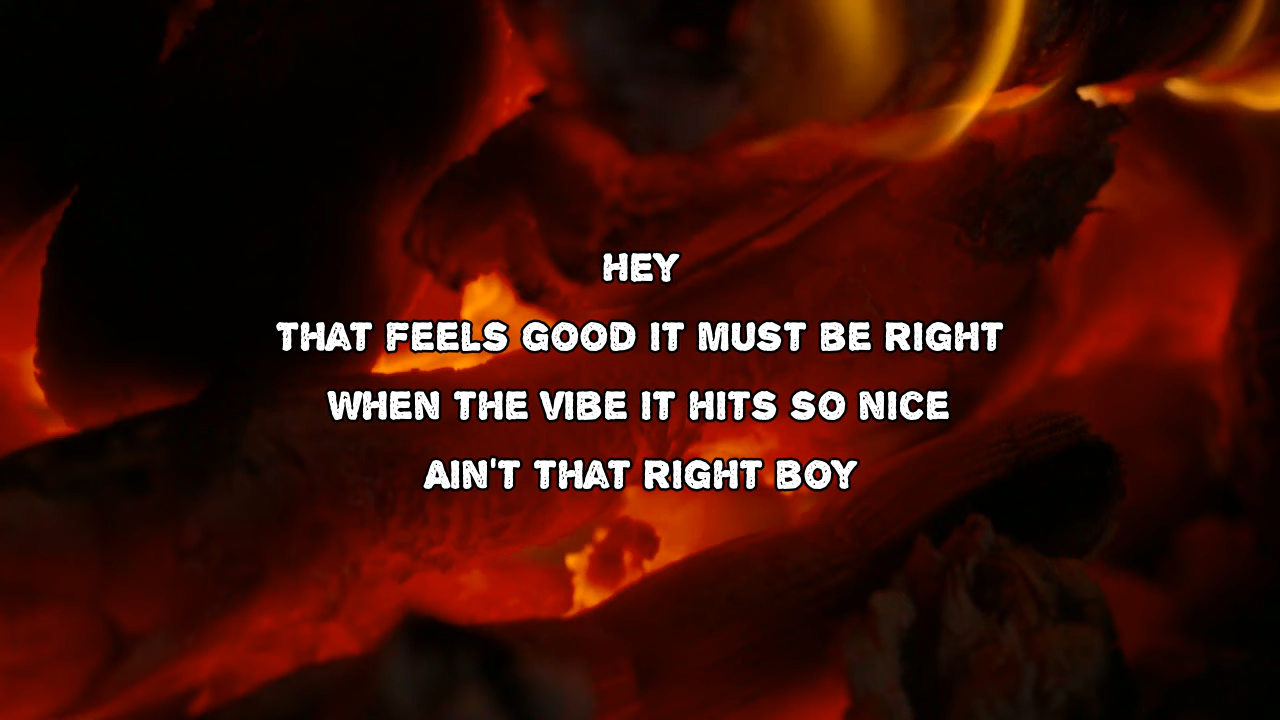 HEY
THAT FEELS GOOD IT MUST BE RIGHT
WHEN THE VIBE IT HITS SO NICE
AIN'T THAT RIGHT BOY